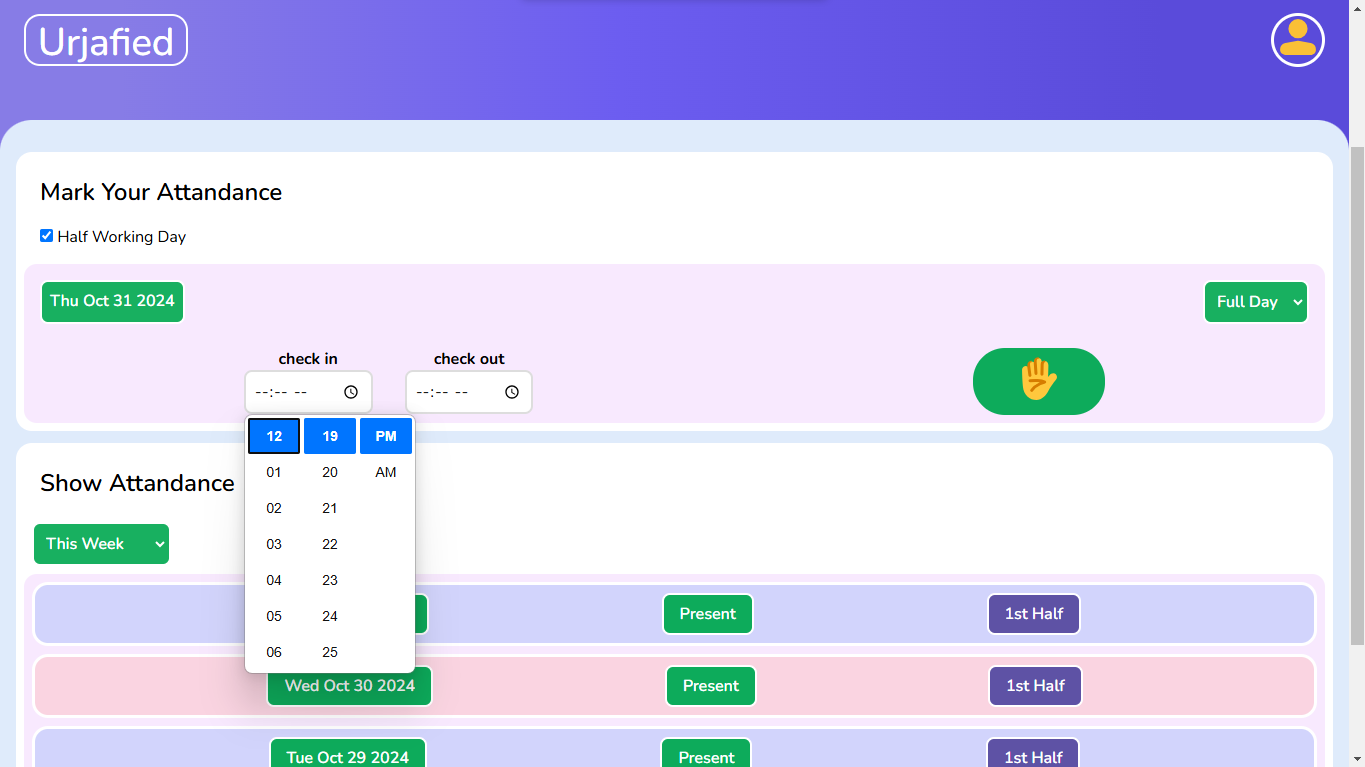 Urjafied
Mark Your Attandance
Half Working Day
Thu Oct 31 2024
Full Day
check in
check out
--:-- --
--:-- --
12 19 PM
01 20 AM
02 21
03 22
04 23
05 24
06 25
Show Attandance
This Week
Present
1st Half
Wed Oct 30 2024
Present
1st Half
Tue Oct 29 2024
Present
1st Half